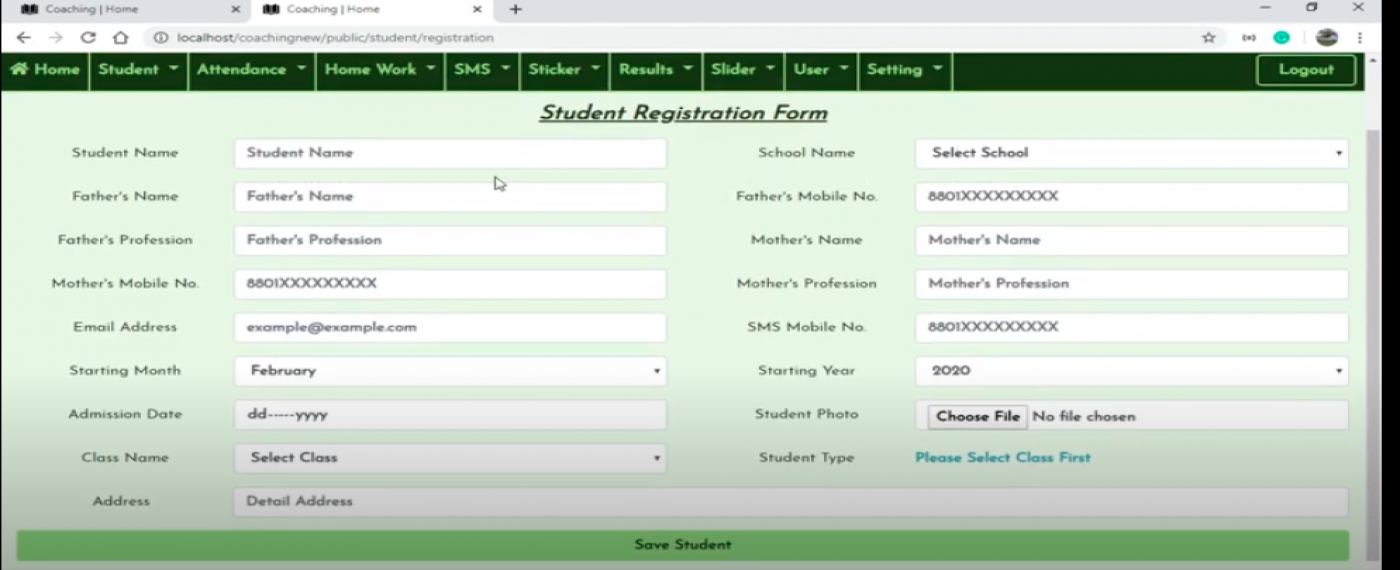 Coaching | Home
Coaching | Home
localhost/coachingnew/public/student/registration
Home Student Attendance Home Work SMS Sticker Results Slider User Setting Logout
Student Registration Form
Student Name Student Name School Name Select School
Father's Name Father's Name Father's Mobile No. 8801XXXXXXXXX
Father's Profession Father's Profession Mother's Name Mother's Name
Mother's Mobile No. 8801XXXXXXXXX Mother's Profession Mother's Profession
Email Address example@example.com SMS Mobile No. 8801XXXXXXXXX
Starting Month February Starting Year 2020
Admission Date dd-----yyyy Student Photo Choose File No file chosen
Class Name Select Class Student Type Please Select Class First
Address Detail Address
Save Student